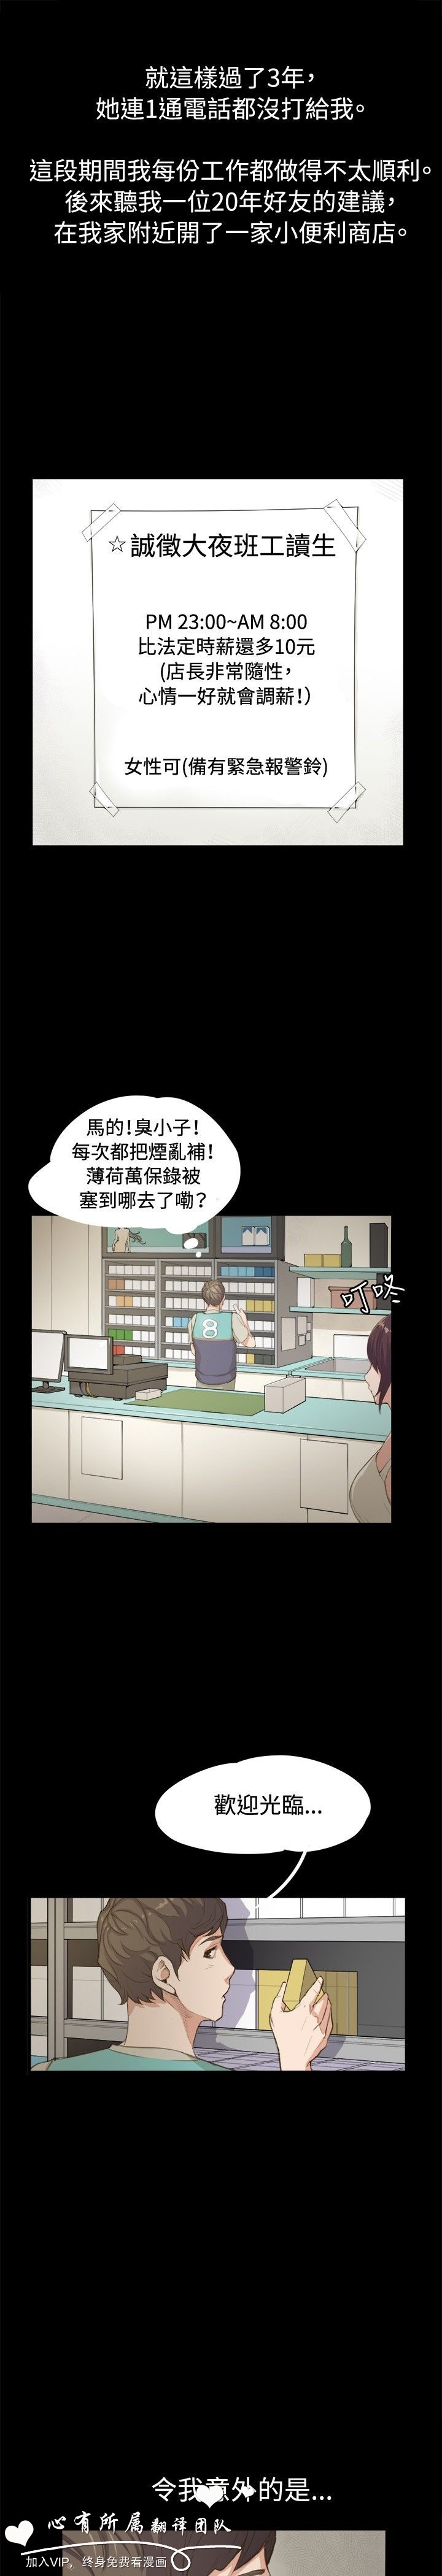 就這樣過了3年，
她連1通電話都沒打給我。
這段期間我每份工作都做得不太順利。
後來聽我一位20年好友的建議，
在我家附近開了一家小便利商店。
☆誠徵大夜班工讀生
PM 23:00~AM 8:00
比法定時薪還多10元
(店長非常隨性，
心情一好就會調薪！)
女性可(備有緊急報警鈴)
馬的！臭小子！
每次都把煙亂補！
薄荷萬保錄被
塞到哪去了嘞？
叮咚
8
歡迎光臨...
令我意外的是...
心有所属翻译团队
加入VIP，终身免费看漫画